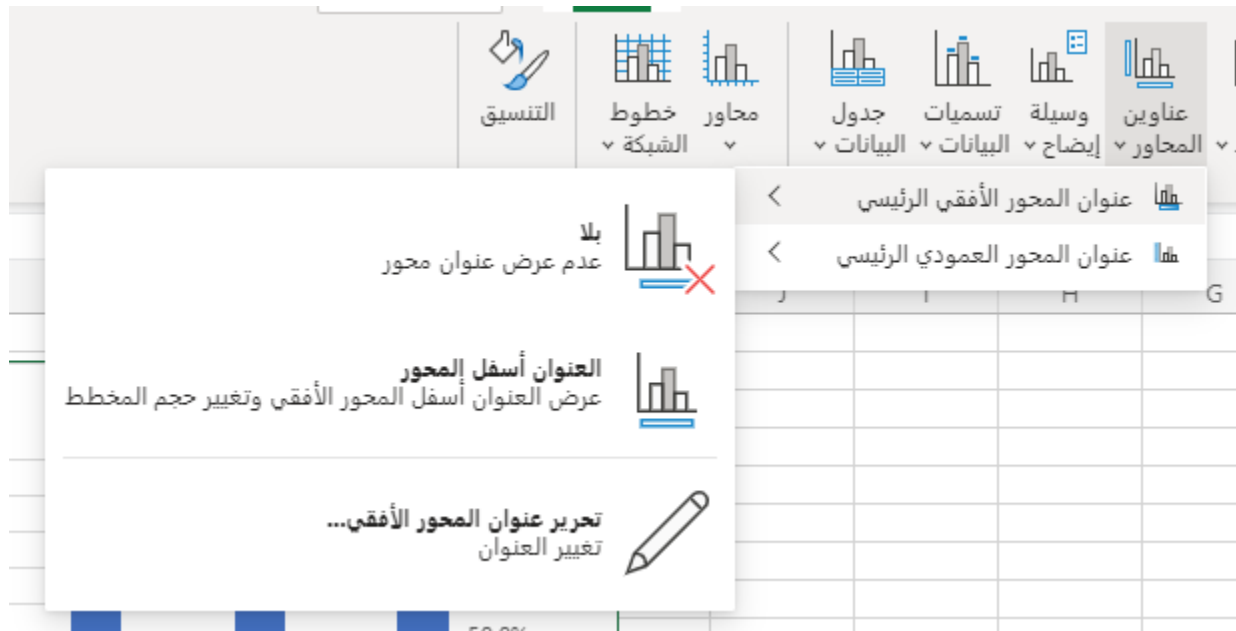 عناوين
المحاور
وسيلة
إيضاح
تسميات
البيانات
جدول
البيانات
محاور
خطوط
الشبكة
التنسيق
عنوان المحور الأفقي الرئيسي
عنوان المحور العمودي الرئيسي
بلا
عدم عرض عنوان محور
العنوان أسفل المحور
عرض العنوان أسفل المحور الأفقي وتغيير حجم المخطط
تحرير عنوان المحور الأفقي...
تغيير العنوان
G
H